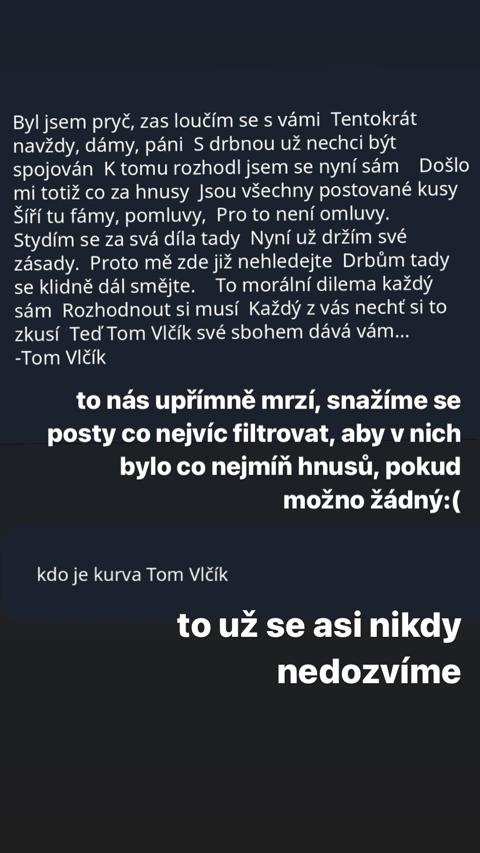 Byl jsem pryč, zas loučím se s vámi  Tentokrát
navždy, dámy, páni  S drbnou už nechci být
spojován  K tomu rozhodl jsem se nyní sám    Došlo
mi totiž co za hnusy  Jsou všechny postované kusy
Šíří tu fámy, pomluvy,  Pro to není omluvy.
Stydím se za svá díla tady  Nyní už držím své
zásady.  Proto mě zde již nehledejte  Drbům tady
se klidně dál smějte.    To morální dilema každý
sám  Rozhodnout si musí  Každý z vás nechť si to
zkusí  Teď Tom Vlčík své sbohem dává vám...
-Tom Vlčík
to nás upřímně mrzí, snažíme se
posty co nejvíc filtrovat, aby v nich
bylo co nejmíň hnusů, pokud
možno žádný:(
kdo je kurva Tom Vlčík
to už se asi nikdy
nedozvíme